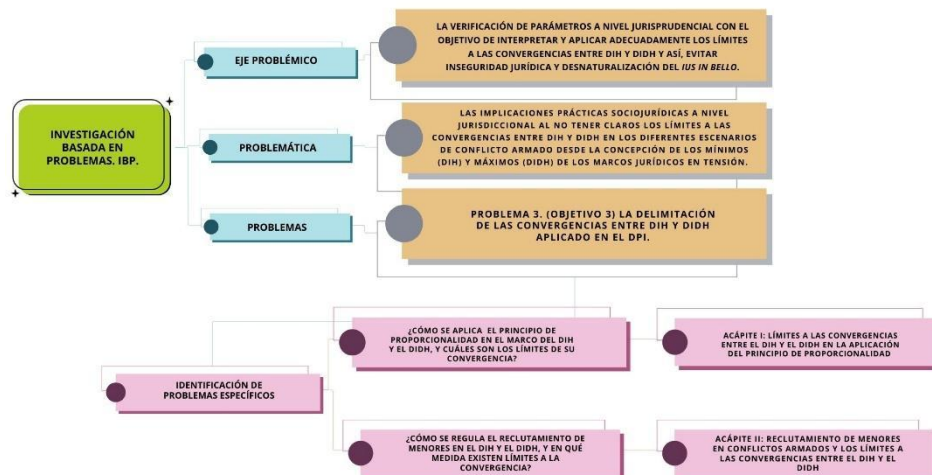 INVESTIGACIÓN
BASADA EN
PROBLEMAS. IBP.
EJE PROBLÉMICO
LA VERIFICACIÓN DE PARÁMETROS A NIVEL JURISPRUDENCIAL CON EL
OBJETIVO DE INTERPRETAR Y APLICAR ADECUADAMENTE LOS LÍMITES
A LAS CONVERGENCIAS ENTRE DIH Y DIDH Y ASÍ, EVITAR
INSEGURIDAD JURÍDICA Y DESNATURALIZACIÓN DEL IUS IN BELLO.
PROBLEMÁTICA
LAS IMPLICACIONES PRÁCTICAS SOCIOJURÍDICAS A NIVEL
JURISDICCIONAL AL NO TENER CLAROS LOS LÍMITES A LAS
CONVERGENCIAS ENTRE DIH Y DIDH EN LOS DIFERENTES ESCENARIOS
DE CONFLICTO ARMADO DESDE LA CONCEPCIÓN DE LOS MÍNIMOS
(DIH) Y MÁXIMOS (DIDH) DE LOS MARCOS JURÍDICOS EN TENSIÓN.
PROBLEMAS
PROBLEMA 3. (OBJETIVO 3) LA DELIMITACIÓN
DE LAS CONVERGENCIAS ENTRE DIH Y DIDH
APLICADO EN EL DPI.
IDENTIFICACIÓN DE
PROBLEMAS ESPECÍFICOS
¿CÓMO SE APLICA EL PRINCIPIO DE
PROPORCIONALIDAD EN EL MARCO DEL DIH
Y EL DIDH, Y CUÁLES SON LOS LÍMITES DE SU
CONVERGENCIA?
ACÁPITE I: LÍMITES A LAS CONVERGENCIAS
ENTRE EL DIH Y EL DIDH EN LA APLICACIÓN
DEL PRINCIPIO DE PROPORCIONALIDAD
¿CÓMO SE REGULA EL RECLUTAMIENTO DE
MENORES EN EL DIH Y EL DIDH, Y EN QUÉ
MEDIDA EXISTEN LÍMITES A LA
CONVERGENCIA?
ACÁPITE II: RECLUTAMIENTO DE MENORES
EN CONFLICTOS ARMADOS Y LOS LÍMITES A
LAS CONVERGENCIAS ENTRE EL DIH Y EL
DIDH